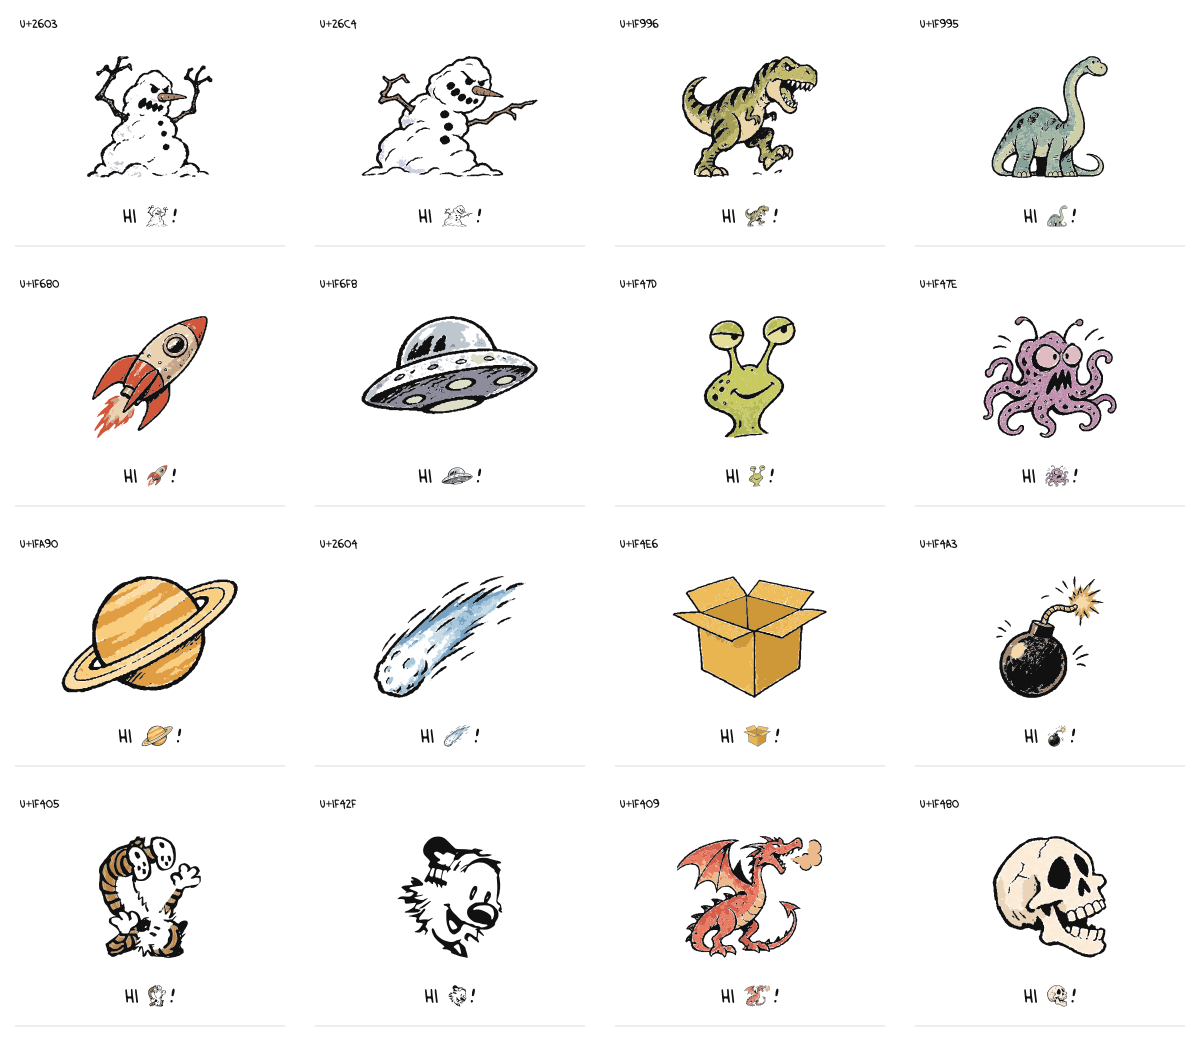 U+2603
U+26C4
U+1F996
U+1F995
HI !
HI !
HI !
HI !
U+1F680
U+1F6F8
U+1F47D
U+1F47E
HI !
HI !
HI !
HI !
U+1FA90
U+2604
U+1F4E6
U+1F4A3
HI !
HI !
HI !
HI !
U+1F405
U+1F42F
U+1F409
U+1F480
HI !
HI !
HI !
HI !